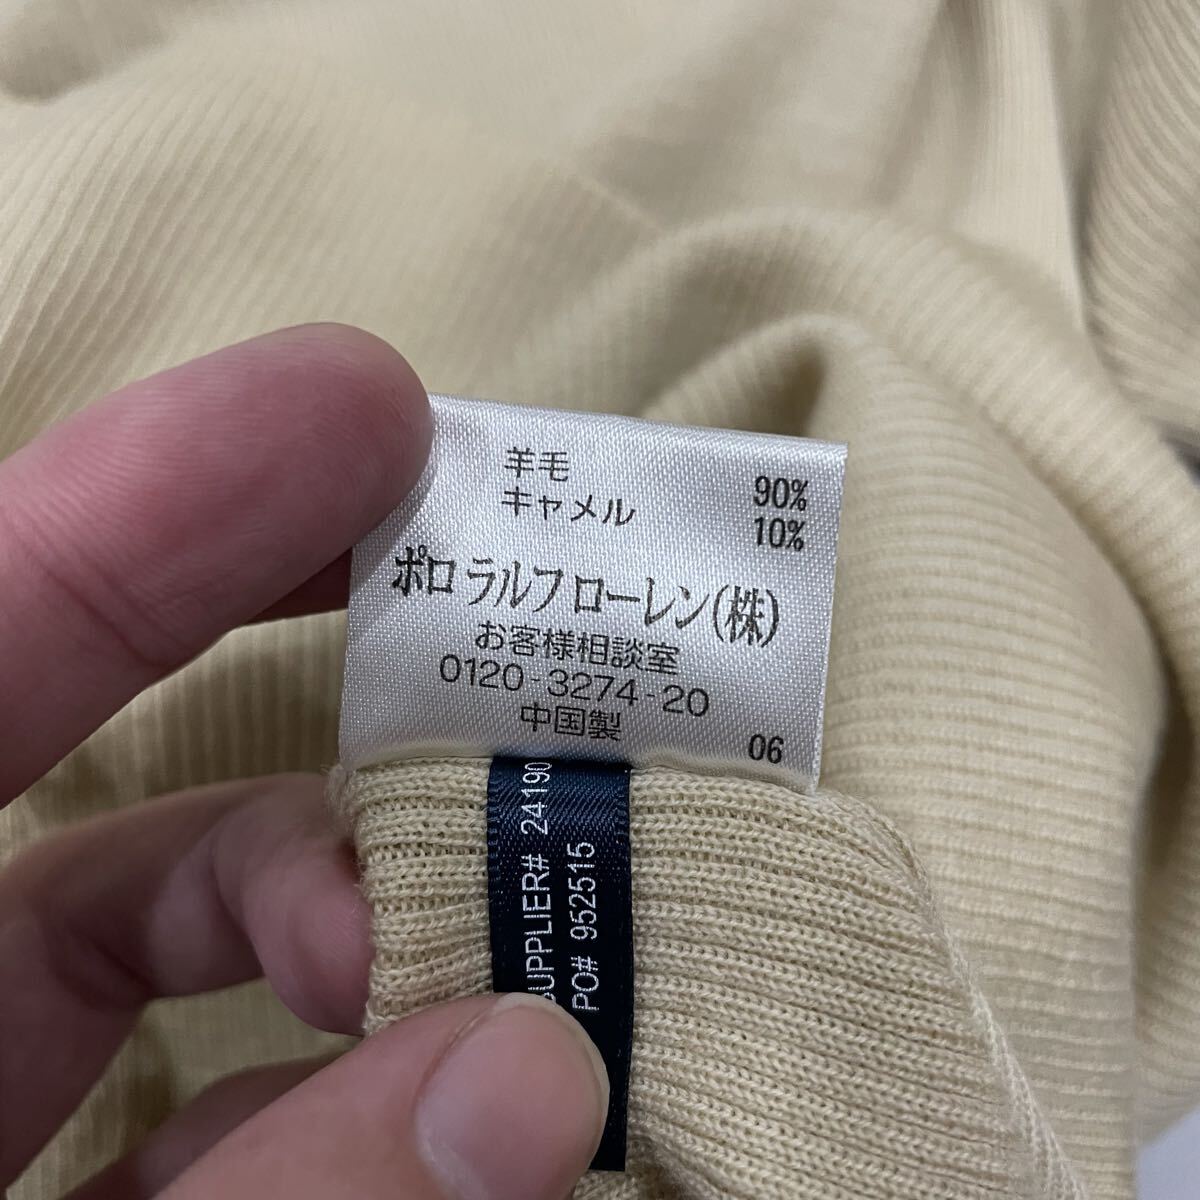 羊毛 90%
キャメル 10%
ポロ ラルフ ローレン(株)
お客様相談室
0120-3274-20
中国製
06
SUPPLIER# 24190
PO# 952515